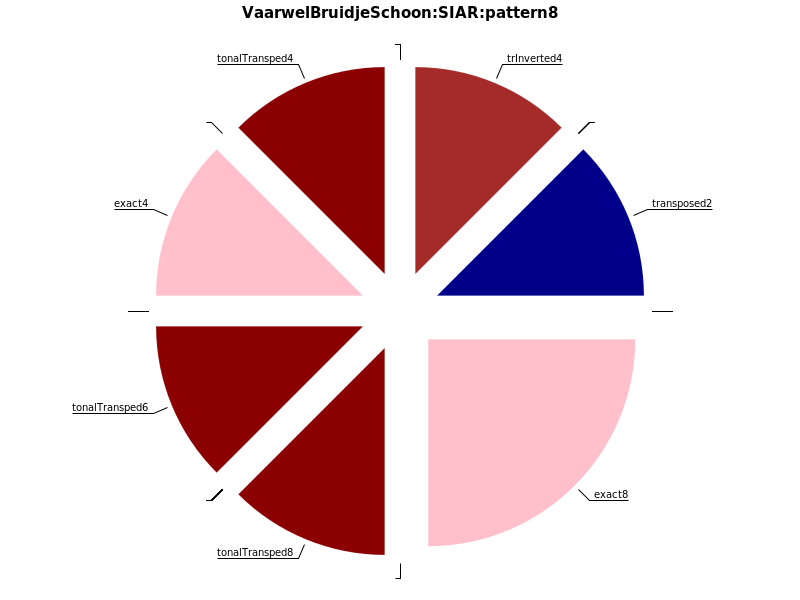 VaarwelBruidjeSchoon:SIAR:pattern8
tonalTransped4
trInverted4
exact4
transposed2
tonalTransped6
exact8
tonalTransped8